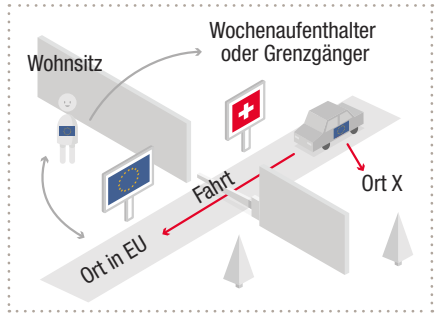 Wochenaufenthalter
oder Grenzgänger
Wohnsitz
Fahrt
Ort X
Ort in EU